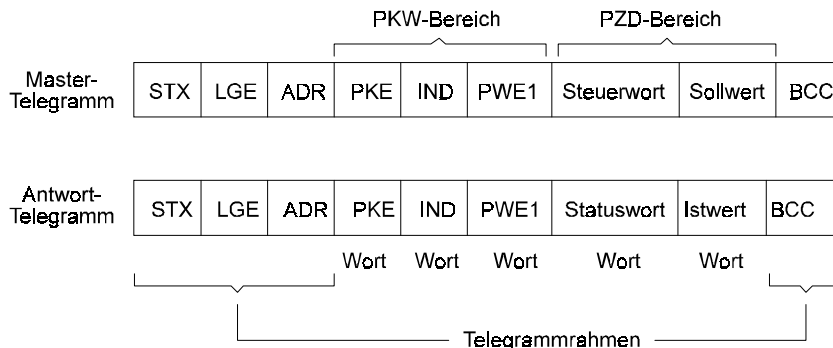 PKW-Bereich PZD-Bereich
Master-
Telegramm
STX LGE ADR PKE IND PWE1 Steuerwort Sollwert BCC
Antwort-
Telegramm
STX LGE ADR PKE IND PWE1 Statuswort Istwert BCC
Wort Wort Wort Wort Wort
Telegrammrahmen